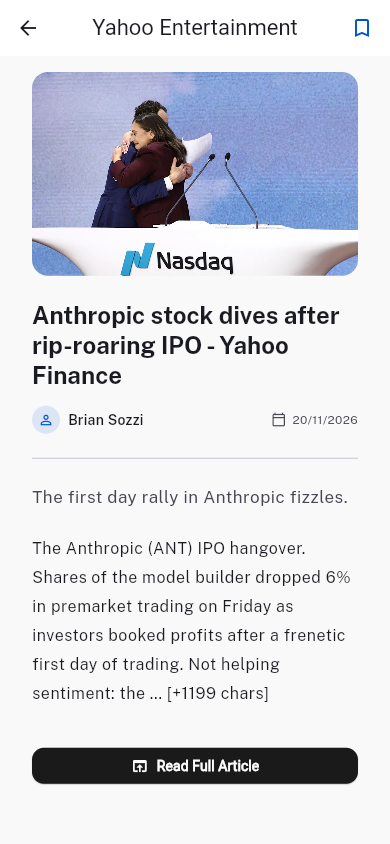 Yahoo Entertainment
Nasdaq
Anthropic stock dives after
rip-roaring IPO - Yahoo
Finance
Brian Sozzi
20/11/2026
The first day rally in Anthropic fizzles.
The Anthropic (ANT) IPO hangover.
Shares of the model builder dropped 6%
in premarket trading on Friday as
investors booked profits after a frenetic
first day of trading. Not helping
sentiment: the ... [+1199 chars]
Read Full Article